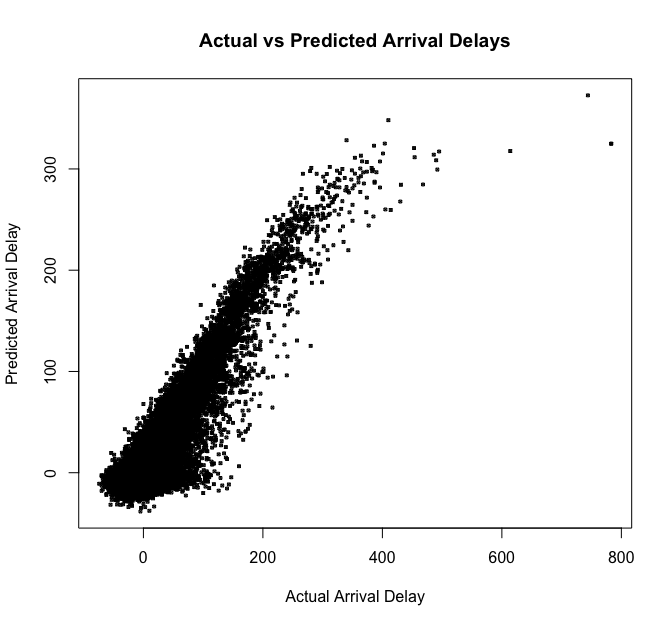 Actual vs Predicted Arrival Delays
Predicted Arrival Delay
300
200
100
0
0 200 400 600 800
Actual Arrival Delay